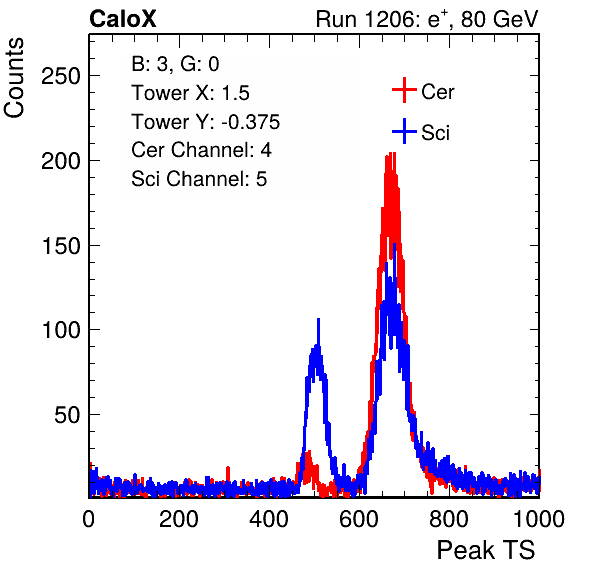 CaloX Run 1206: e⁺, 80 GeV
Counts
B: 3, G: 0
Tower X: 1.5
Tower Y: -0.375
Cer Channel: 4
Sci Channel: 5
Cer
Sci
250
200
150
100
50
0 200 400 600 800 1000
Peak TS